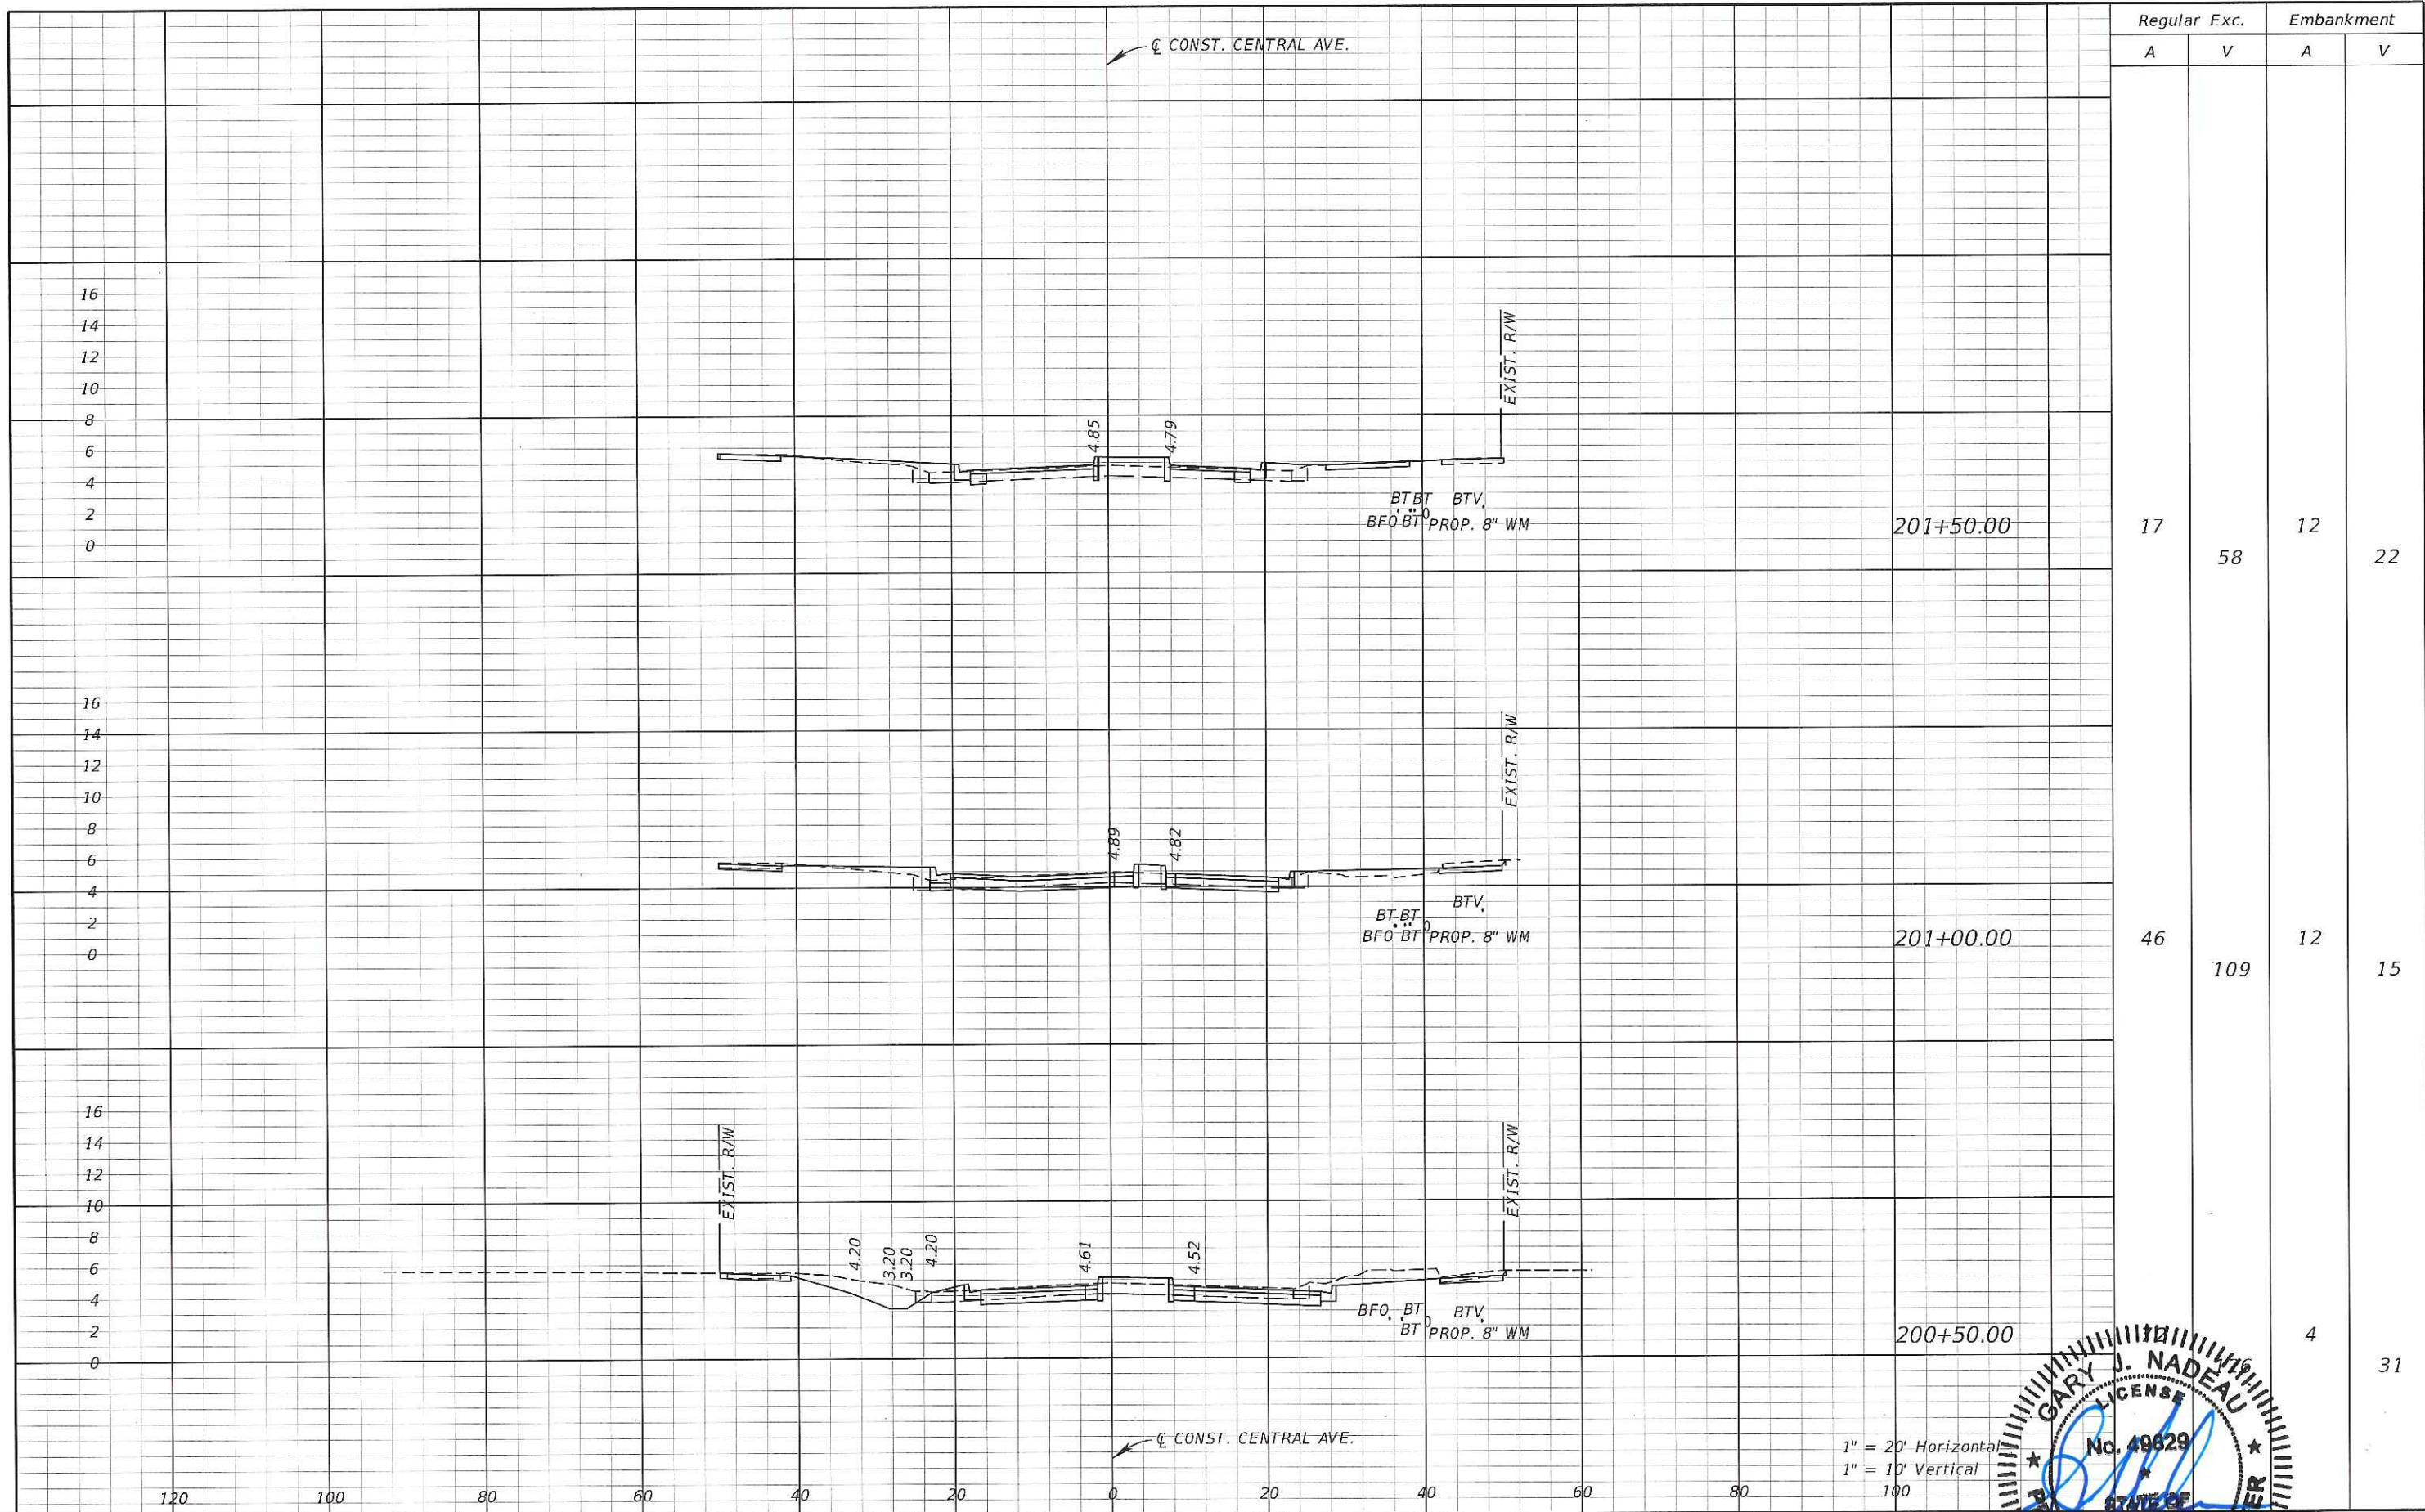 Regular Exc. Embankment
A V A V
℄ CONST. CENTRAL AVE.
16
14
12
10
8
6
4
2
0
EXIST. R/W
4.85 4.79
BT BT BTV
BFO BT PROP. 8" WM
201+50.00 17 12
58 22
16
14
12
10
8
6
4
2
0
EXIST. R/W
4.89 4.82
BTV
BT BT
BFO BT PROP. 8" WM
201+00.00 46 12
109 15
16
14
12
10
8
6
4
2
0
EXIST. R/W EXIST. R/W
4.20 3.20 3.20 4.20 4.61 4.52
BFO BT BTV
BT PROP. 8" WM
200+50.00 4
31
℄ CONST. CENTRAL AVE.
1" = 20' Horizontal
1" = 10' Vertical
GARY J. NADEAU
LICENSE
No. 49629
STATE OF
120 100 80 60 40 20 0 20 40 60 80 100